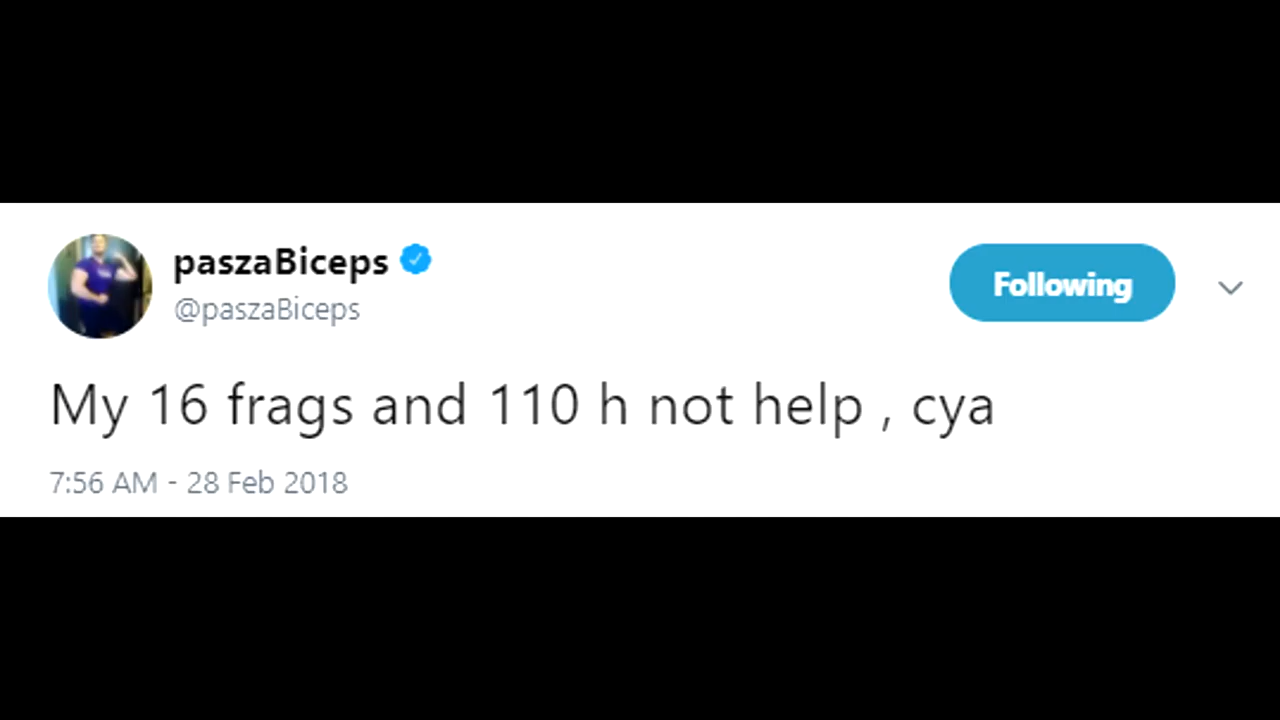 paszaBiceps
@paszaBiceps
Following
My 16 frags and 110 h not help , cya
7:56 AM - 28 Feb 2018